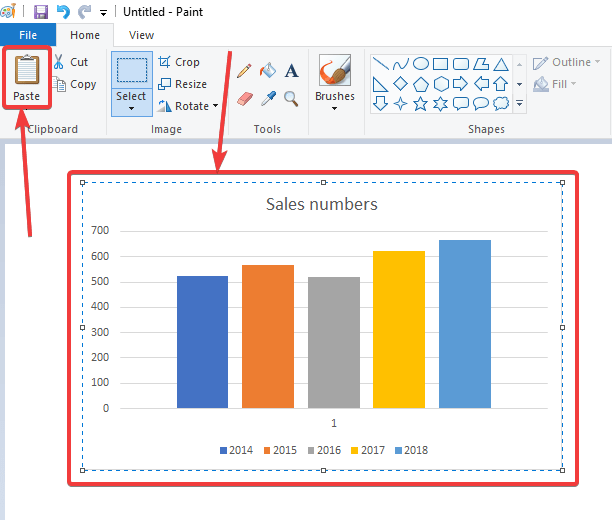 Untitled - Paint
File Home View
Paste
Cut
Copy
Clipboard
Select
Crop
Resize
Rotate
Image
A
Tools
Brushes
Shapes
Outline
Fill
Sales numbers
700
600
500
400
300
200
100
0
1
2014 2015 2016 2017 2018